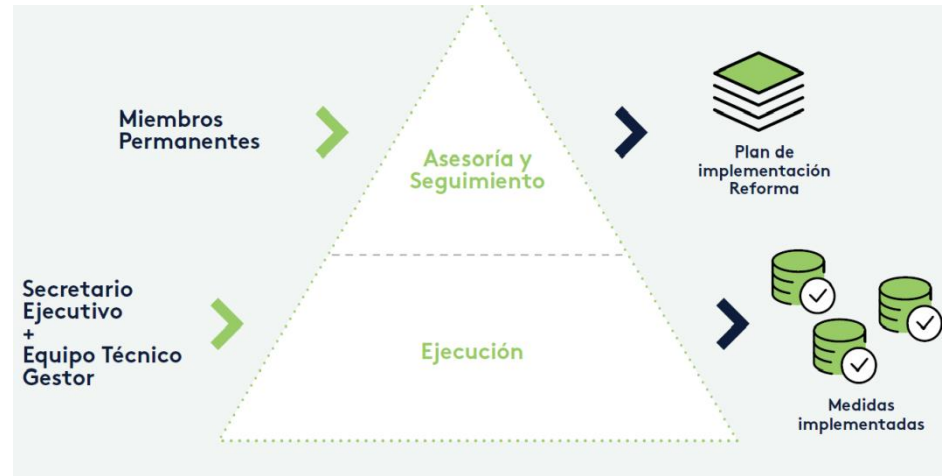 Miembros
Permanentes
Asesoría y
Seguimiento
Plan de
implementación
Reforma
Secretario
Ejecutivo
+
Equipo Técnico
Gestor
Ejecución
Medidas
implementadas